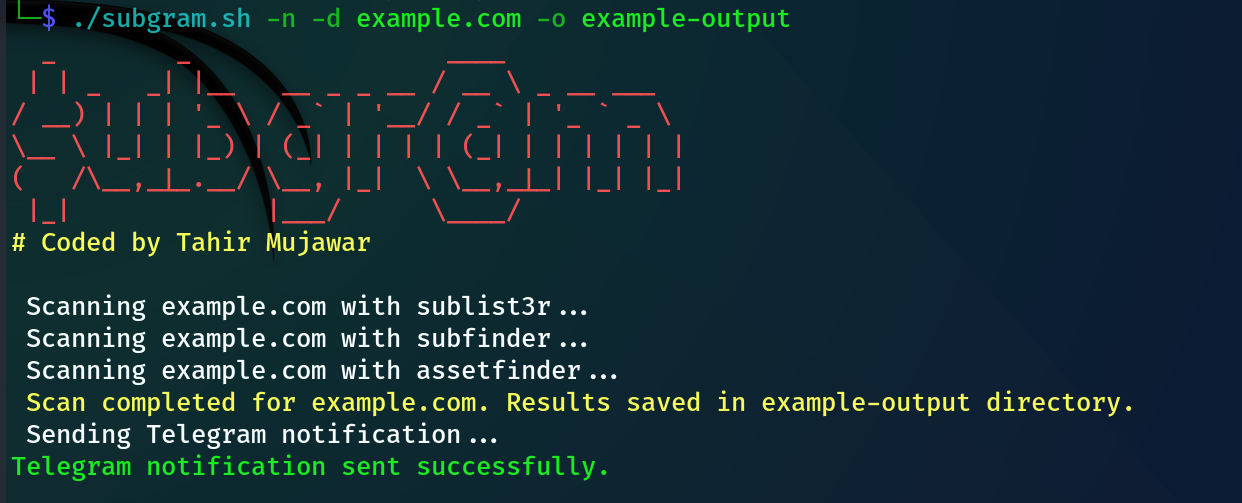 └─$ ./subgram.sh -n -d example.com -o example-output
$ubgr@m
# Coded by Tahir Mujawar
Scanning example.com with sublist3r...
Scanning example.com with subfinder...
Scanning example.com with assetfinder...
Scan completed for example.com. Results saved in example-output directory.
Sending Telegram notification...
Telegram notification sent successfully.